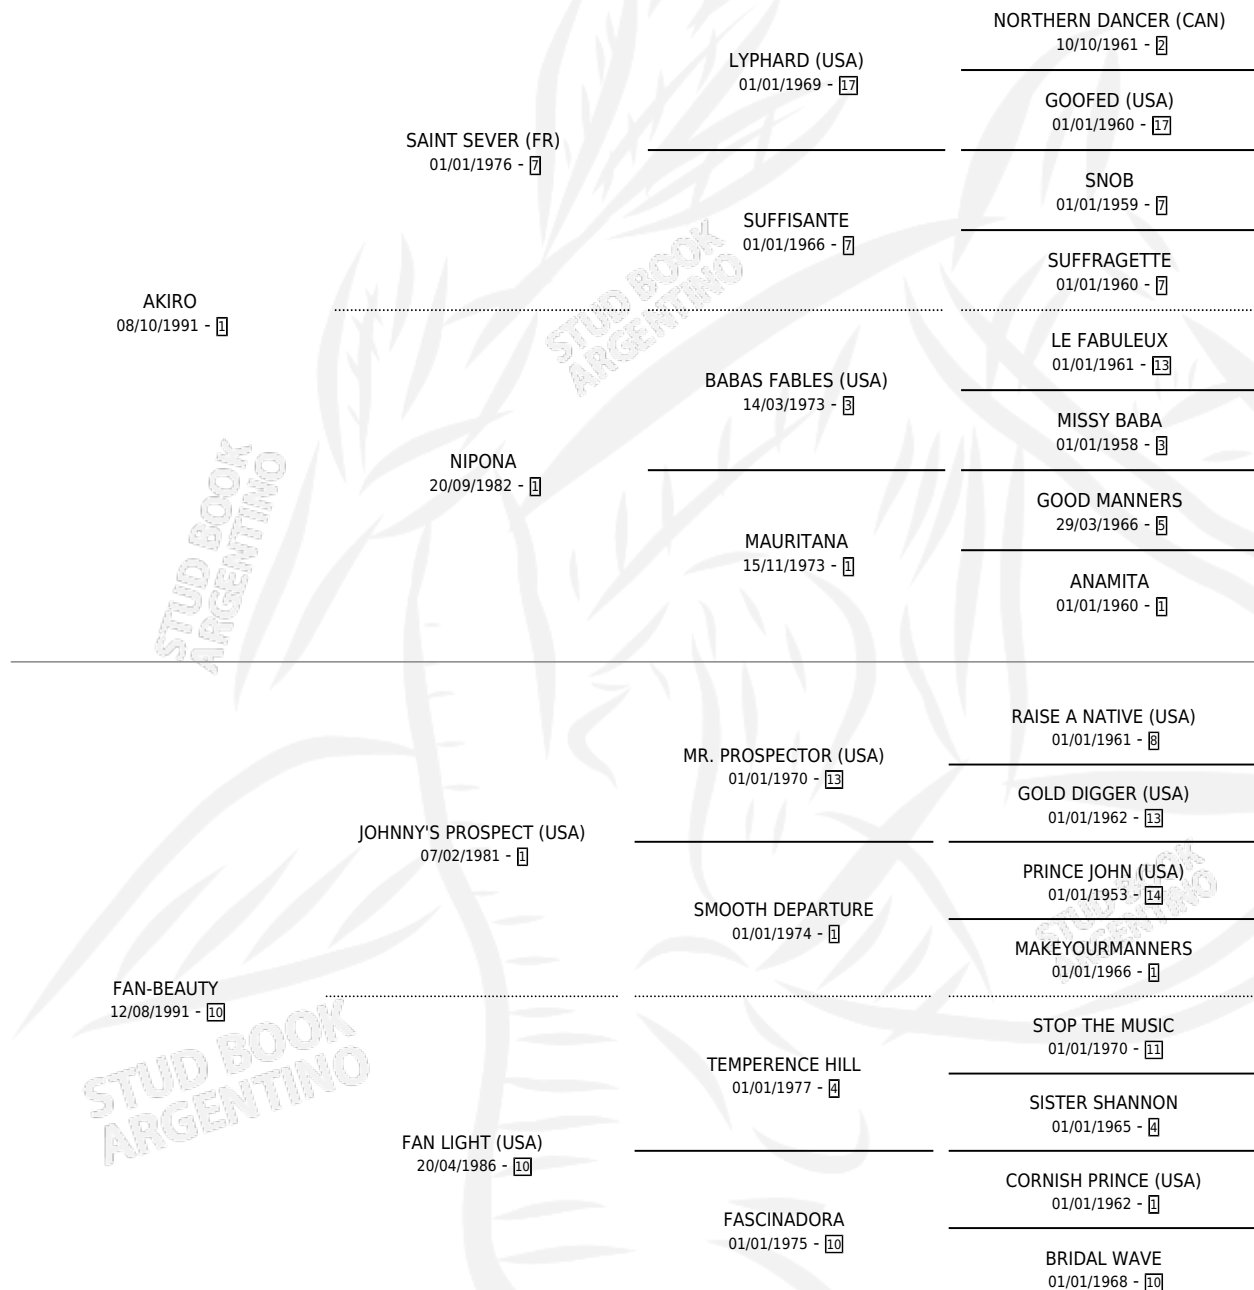 NORTHERN DANCER (CAN)
10/10/1961 - 2
LYPHARD (USA)
01/01/1969 - 17
GOOFED (USA)
01/01/1960 - 17
SAINT SEVER (FR)
01/01/1976 - 7
SNOB
01/01/1959 - 7
SUFFISANTE
01/01/1966 - 7
SUFFRAGETTE
01/01/1960 - 7
AKIRO
08/10/1991 - 1
LE FABULEUX
01/01/1961 - 13
BABAS FABLES (USA)
14/03/1973 - 3
MISSY BABA
01/01/1958 - 3
NIPONA
20/09/1982 - 1
GOOD MANNERS
29/03/1966 - 5
MAURITANA
15/11/1973 - 1
ANAMITA
01/01/1960 - 1
STUD BOOK
ARGENTINO
STUD BOOK
ARGENTINO
RAISE A NATIVE (USA)
01/01/1961 - 8
MR. PROSPECTOR (USA)
01/01/1970 - 13
GOLD DIGGER (USA)
01/01/1962 - 13
JOHNNY'S PROSPECT (USA)
07/02/1981 - 1
PRINCE JOHN (USA)
01/01/1953 - 14
SMOOTH DEPARTURE
01/01/1974 - 1
MAKEYOURMANNERS
01/01/1966 - 1
FAN-BEAUTY
12/08/1991 - 10
STOP THE MUSIC
01/01/1970 - 11
TEMPERENCE HILL
01/01/1977 - 4
SISTER SHANNON
01/01/1965 - 4
FAN LIGHT (USA)
20/04/1986 - 10
CORNISH PRINCE (USA)
01/01/1962 - 1
FASCINADORA
01/01/1975 - 10
BRIDAL WAVE
01/01/1968 - 10
STUD BOOK
ARGENTINO
STUD BOOK
ARGENTINO